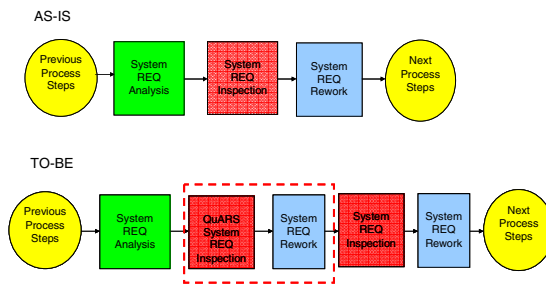 AS-IS
Previous
Process
Steps
System
REQ
Analysis
System
REQ
Inspection
System
REQ
Rework
Next
Process
Steps
TO-BE
Previous
Process
Steps
System
REQ
Analysis
QuARS
System
REQ
Inspection
System
REQ
Rework
System
REQ
Inspection
System
REQ
Rework
Next
Process
Steps